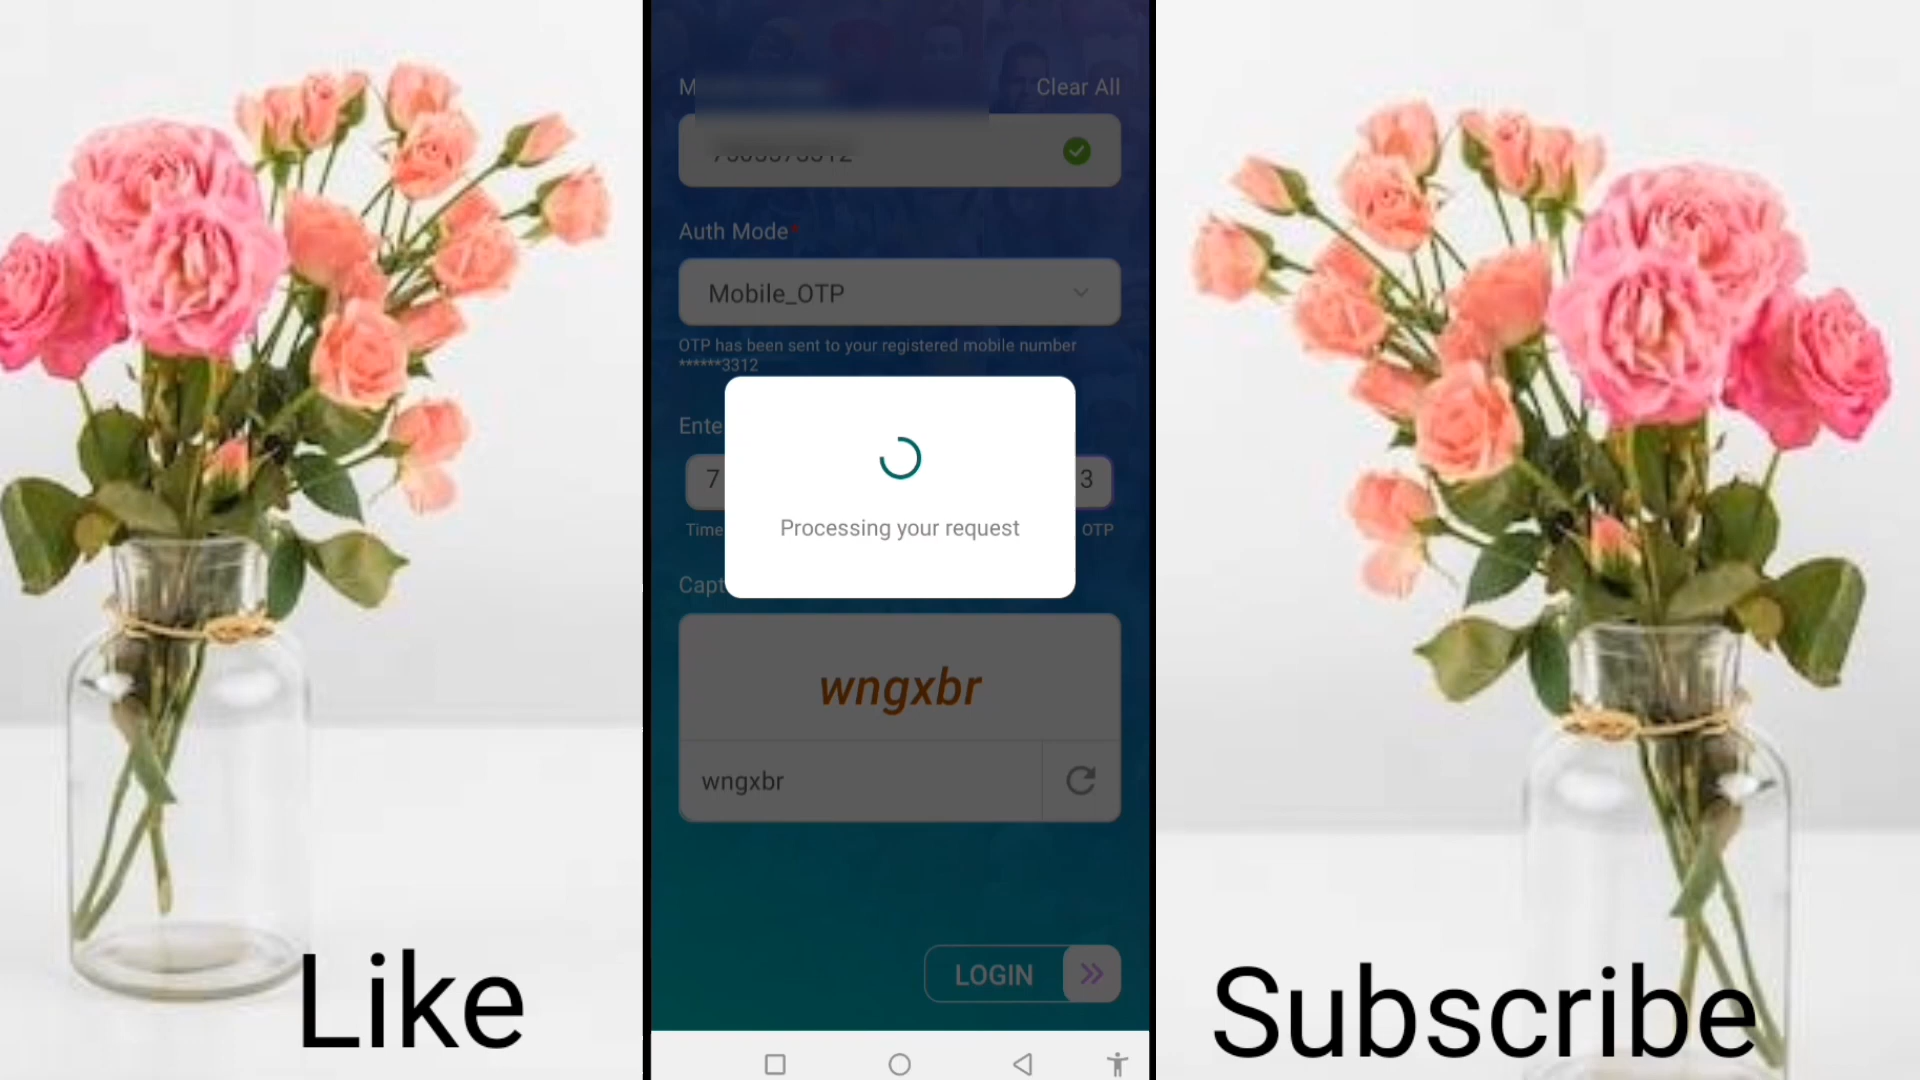 Clear All
Auth Mode*
Mobile_OTP
OTP has been sent to your registered mobile number
******3312
Ente
7
3
Time
OTP
Processing your request
Capt
wngxbr
wngxbr
LOGIN
Like
Subscribe